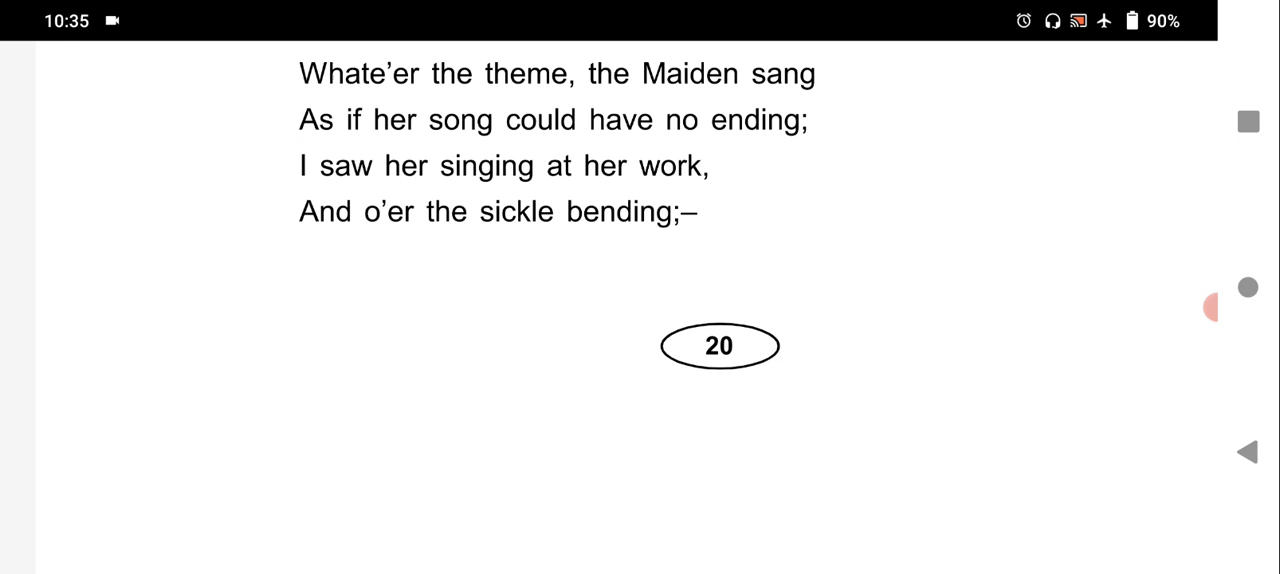 10:35 90%
Whate’er the theme, the Maiden sang
As if her song could have no ending;
I saw her singing at her work,
And o’er the sickle bending;–
20